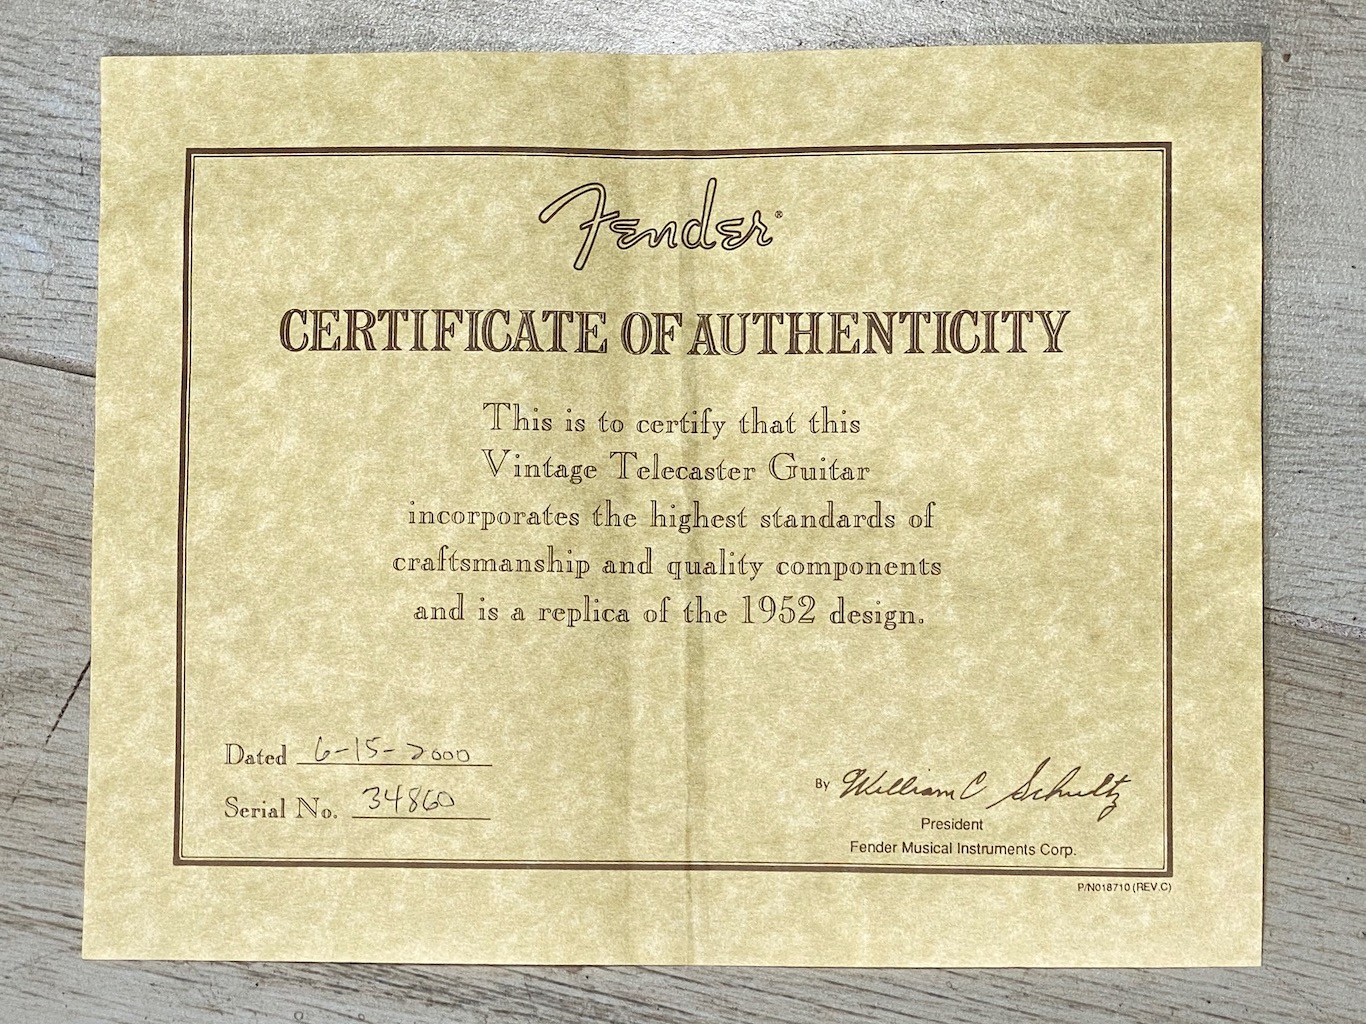 Fender®
CERTIFICATE OF AUTHENTICITY
This is to certify that this
Vintage Telecaster Guitar
incorporates the highest standards of
craftsmanship and quality components
and is a replica of the 1952 design.
Dated 6-15-2000
Serial No. 34860
By William C Schultz
President
Fender Musical Instruments Corp.
P/N018710 (REV.C)